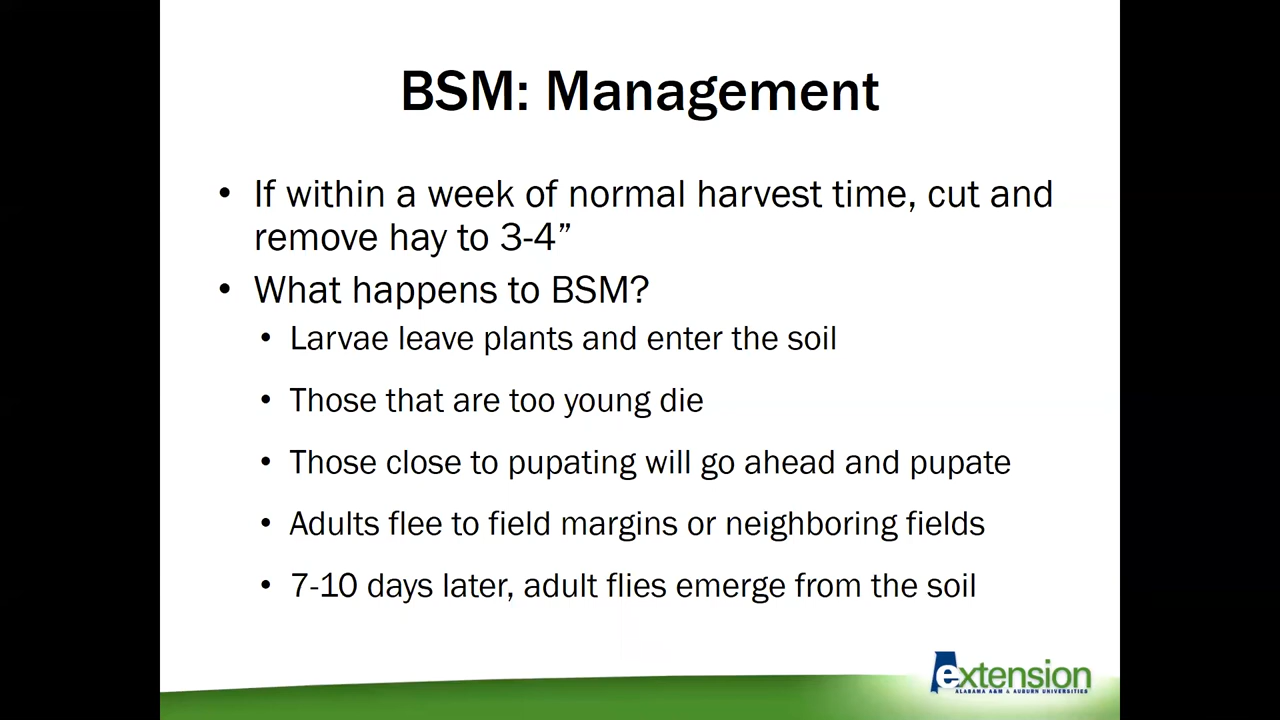 BSM: Management
• If within a week of normal harvest time, cut and
remove hay to 3-4”
• What happens to BSM?
• Larvae leave plants and enter the soil
• Those that are too young die
• Those close to pupating will go ahead and pupate
• Adults flee to field margins or neighboring fields
• 7-10 days later, adult flies emerge from the soil
extension
ALABAMA A&M & AUBURN UNIVERSITIES